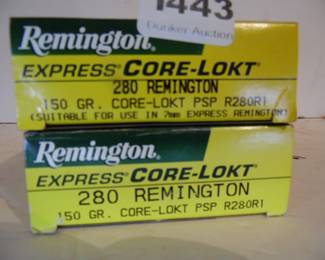 1443
Dunker Auction
Remington
EXPRESS® CORE-LOKT®
280 REMINGTON
150 GR. CORE-LOKT PSP R280R1
(SUITABLE FOR USE IN 7mm EXPRESS REMINGTON)
Remington
EXPRESS® CORE-LOKT®
280 REMINGTON
150 GR. CORE-LOKT PSP R280R1